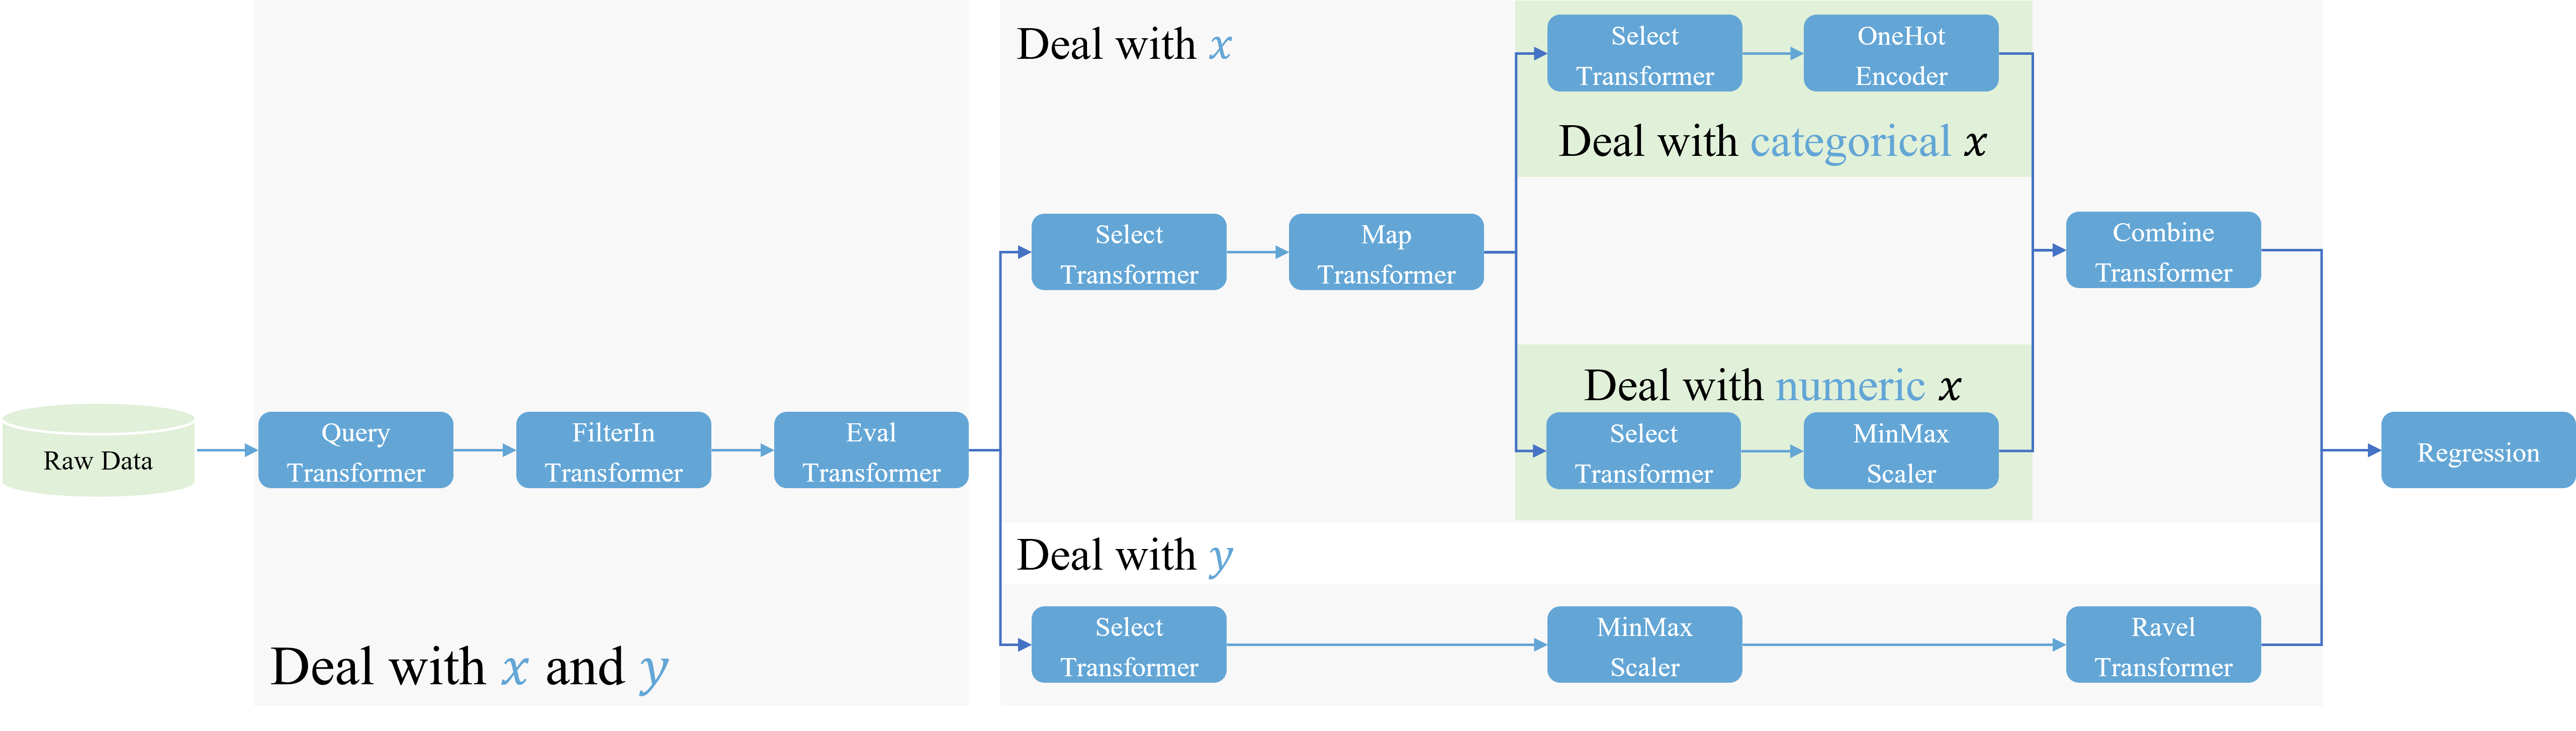 Deal with x
Select
Transformer
OneHot
Encoder
Deal with categorical x
Select
Transformer
Map
Transformer
Combine
Transformer
Deal with numeric x
Raw Data
Query
Transformer
FilterIn
Transformer
Eval
Transformer
Select
Transformer
MinMax
Scaler
Regression
Deal with y
Select
Transformer
MinMax
Scaler
Ravel
Transformer
Deal with x and y